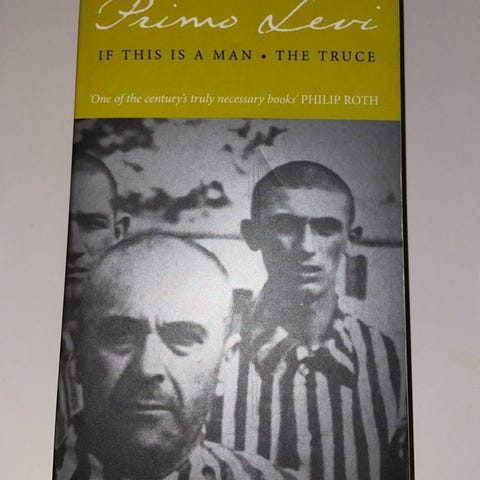 Primo Levi
IF THIS IS A MAN • THE TRUCE
'One of the century's truly necessary books' PHILIP ROTH